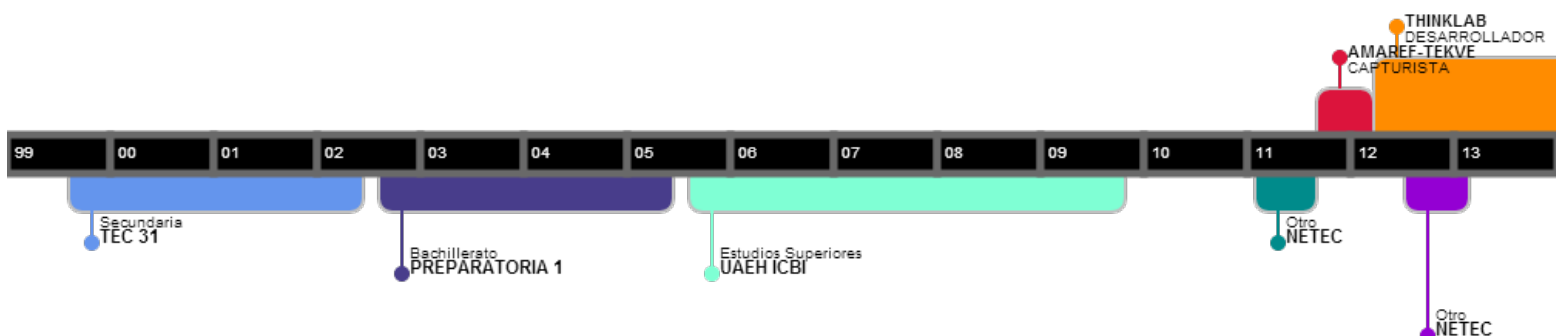 THINKLAB
DESARROLLADOR
AMAREF-TEKVE
CAPTURISTA
99 00 01 02 03 04 05 06 07 08 09 10 11 12 13
Secundaria
TEC 31
Bachillerato
PREPARATORIA 1
Estudios Superiores
UAEH ICBI
Otro
NETEC
Otro
NETEC